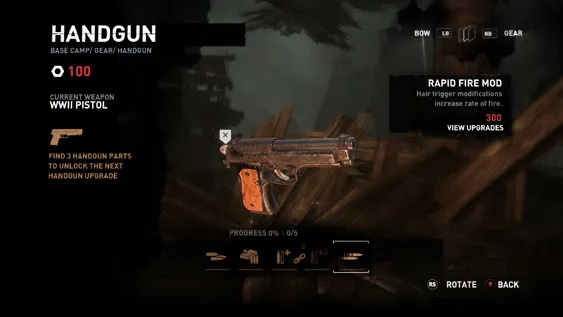 HANDGUN
BASE CAMP/ GEAR/ HANDGUN
100
CURRENT WEAPON
WWII PISTOL
FIND 3 HANDGUN PARTS
TO UNLOCK THE NEXT
HANDGUN UPGRADE
BOW LB RB GEAR
RAPID FIRE MOD
Hair trigger modifications
increase rate of fire.
300
VIEW UPGRADES
X
PROGRESS 0% | 0/5
RS ROTATE B BACK